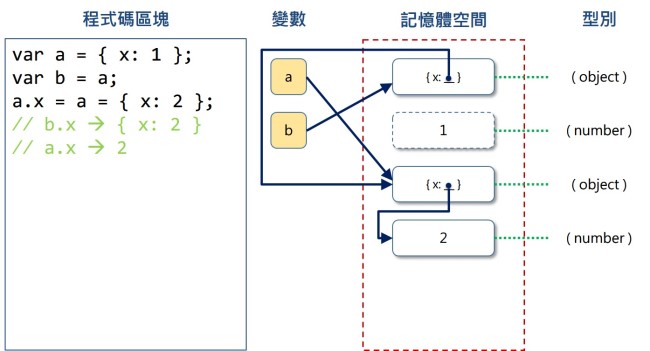 程式碼區塊
變數
記憶體空間
型別
var a = { x: 1 };
var b = a;
a.x = a = { x: 2 };
// b.x → { x: 2 }
// a.x → 2
a
b
{ x: _ }
( object )
1
( number )
{ x: _ }
( object )
2
( number )